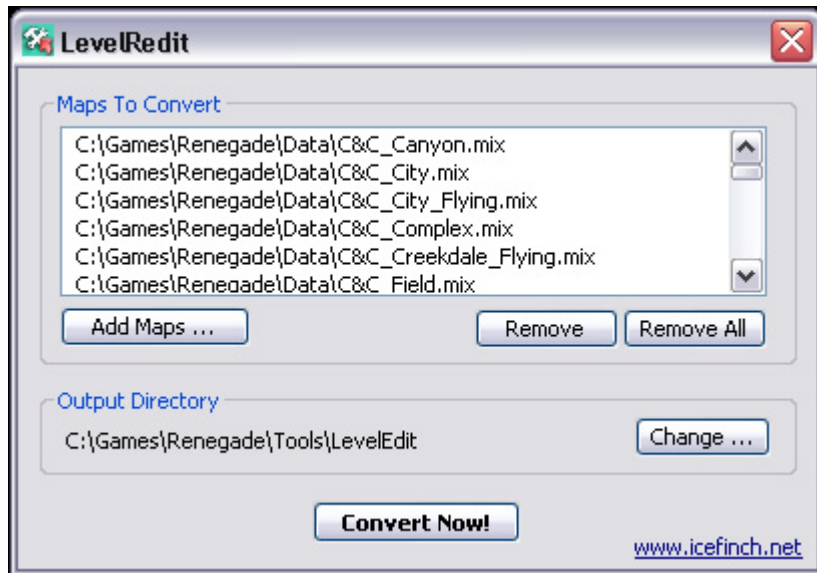 LevelRedit
Maps To Convert
C:\Games\Renegade\Data\C&C_Canyon.mix
C:\Games\Renegade\Data\C&C_City.mix
C:\Games\Renegade\Data\C&C_City_Flying.mix
C:\Games\Renegade\Data\C&C_Complex.mix
C:\Games\Renegade\Data\C&C_Creekdale_Flying.mix
C:\Games\Renegade\Data\C&C_Field.mix
Add Maps ... Remove Remove All
Output Directory
C:\Games\Renegade\Tools\LevelEdit Change ...
Convert Now!
www.icefinch.net